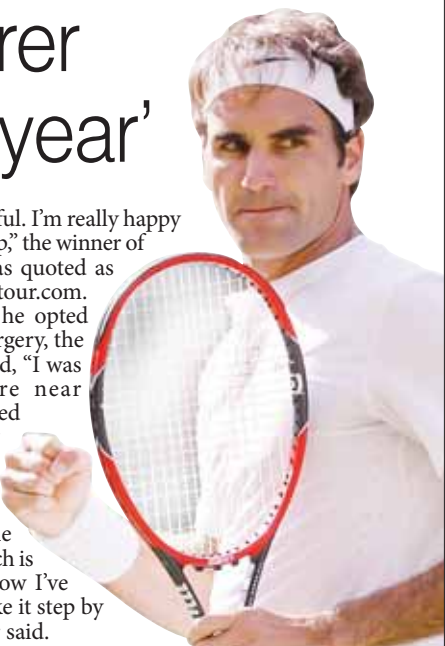 rer
year’
ful. I’m really happy
p,” the winner of
as quoted as
tour.com.
he opted
rgery, the
d, “I was
re near
ed
e
ch is
ow I’ve
ke it step by
said.